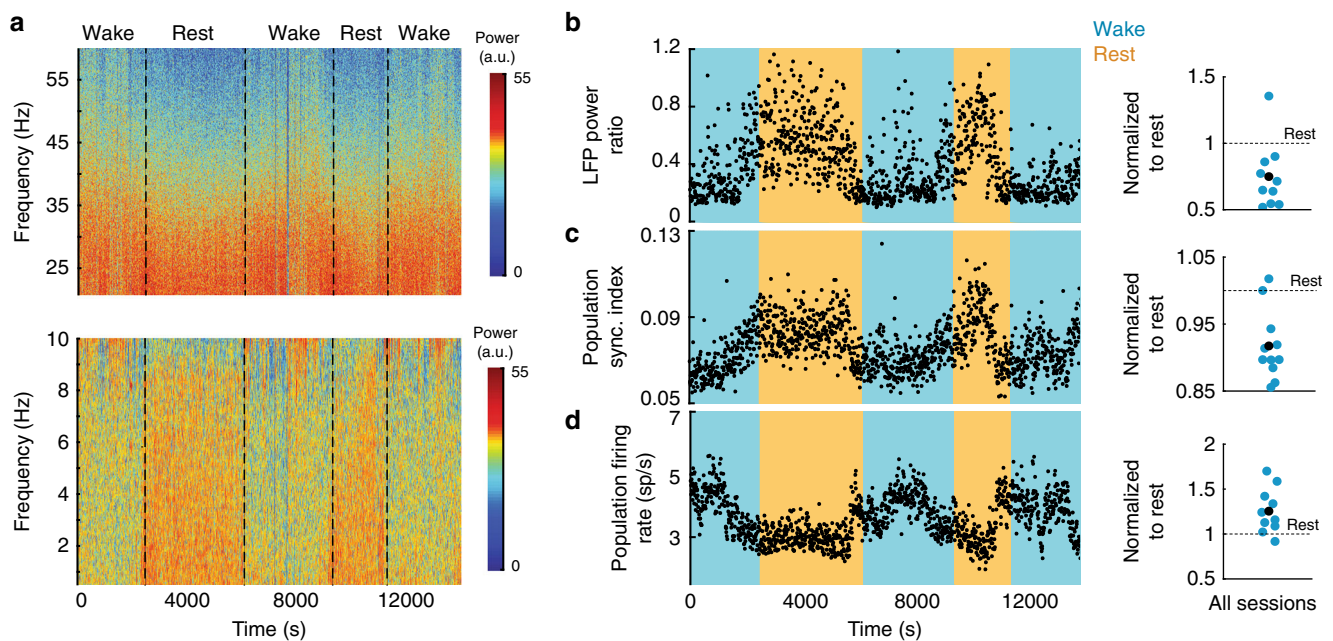 a
Wake Rest Wake Rest Wake
Power
(a.u.)
55
0
Frequency (Hz)
55
45
35
25
Power
(a.u.)
55
0
Frequency (Hz)
10
8
6
4
2
0 4000 8000 12000
Time (s)
b
Wake
Rest
LFP power
ratio
1.2
0.8
0.4
0
Normalized
to rest
1.5
1
0.5
Rest
c
Population
sync. index
0.13
0.09
0.05
Normalized
to rest
1.05
0.95
0.85
Rest
d
Population firing
rate (sp/s)
7
5
3
0 4000 8000 12000
Time (s)
Normalized
to rest
2
1.5
1
0.5
Rest
All sessions